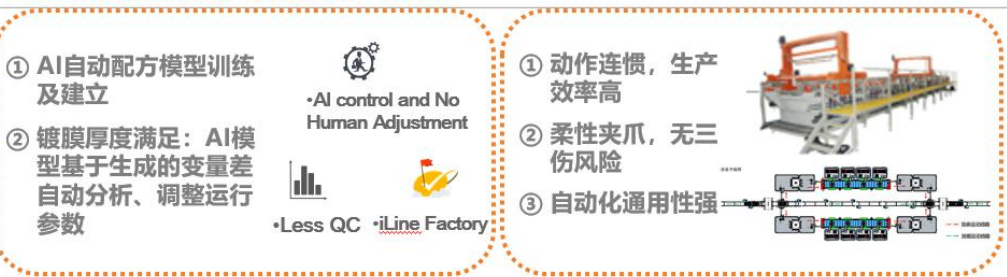 ① AI自动配方模型训练
及建立
② 镀膜厚度满足：AI模
型基于生成的变量差
自动分析、调整运行
参数
•AI control and No
Human Adjustment
•Less QC
•iLine Factory
① 动作连惯，生产
效率高
② 柔性夹爪，无三
伤风险
③ 自动化通用性强